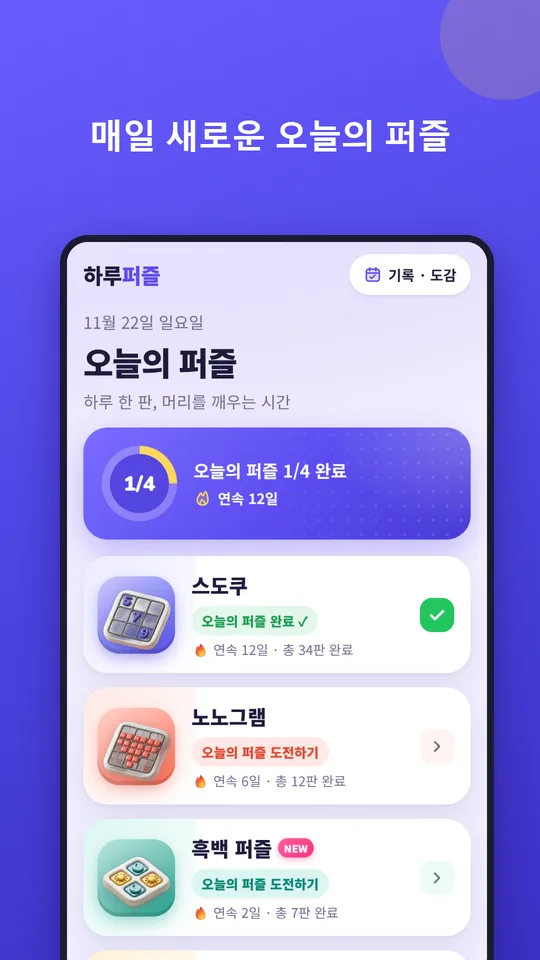 매일 새로운 오늘의 퍼즐
하루퍼즐
기록 · 도감
11월 22일 일요일
오늘의 퍼즐
하루 한 판, 머리를 깨우는 시간
1/4
오늘의 퍼즐 1/4 완료
연속 12일
스도쿠
오늘의 퍼즐 완료 ✓
연속 12일 · 총 34판 완료
5
7
9
노노그램
오늘의 퍼즐 도전하기
연속 6일 · 총 12판 완료
흑백 퍼즐 NEW
오늘의 퍼즐 도전하기
연속 2일 · 총 7판 완료